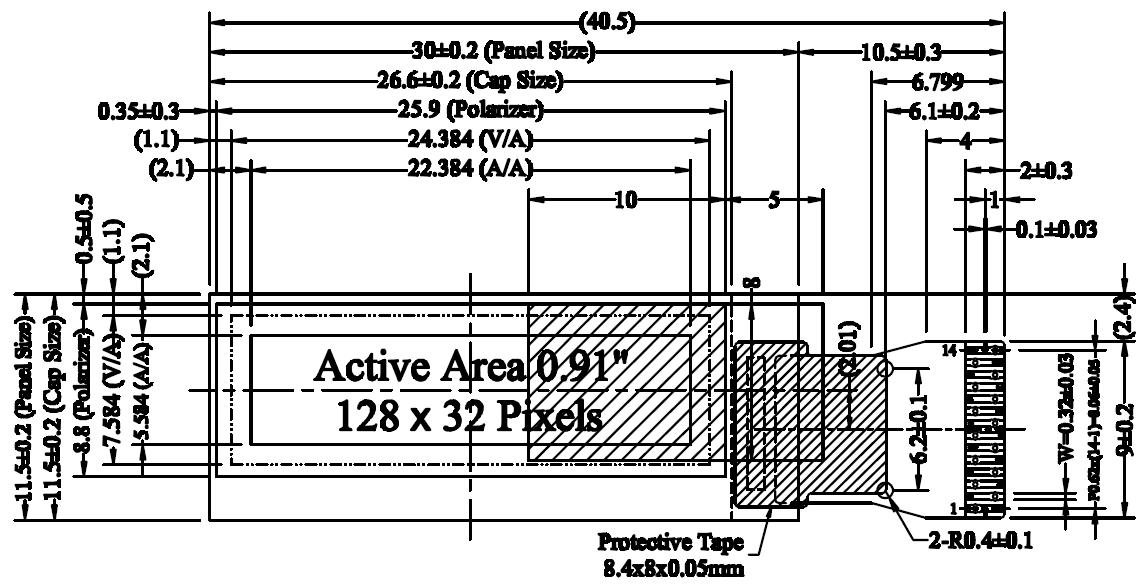 (40.5)
30±0.2 (Panel Size)
10.5±0.3
26.6±0.2 (Cap Size)
6.799
0.35±0.3
25.9 (Polarizer)
6.1±0.2
(1.1)
24.384 (V/A)
4
(2.1)
22.384 (A/A)
2±0.3
10
5
1
0.1±0.03
0.5±0.5
(1.1)
(2.1)
8
(2.4)
11.5±0.2 (Panel Size)
11.5±0.2 (Cap Size)
8.8 (Polarizer)
7.584 (V/A)
5.584 (A/A)
Active Area 0.91"
128 x 32 Pixels
(2.01)
14
6.2±0.1
W=0.32±0.03
P0.62x(14-1)=8.06±0.05
9±0.2
1
Protective Tape
8.4x8x0.05mm
2-R0.4±0.1